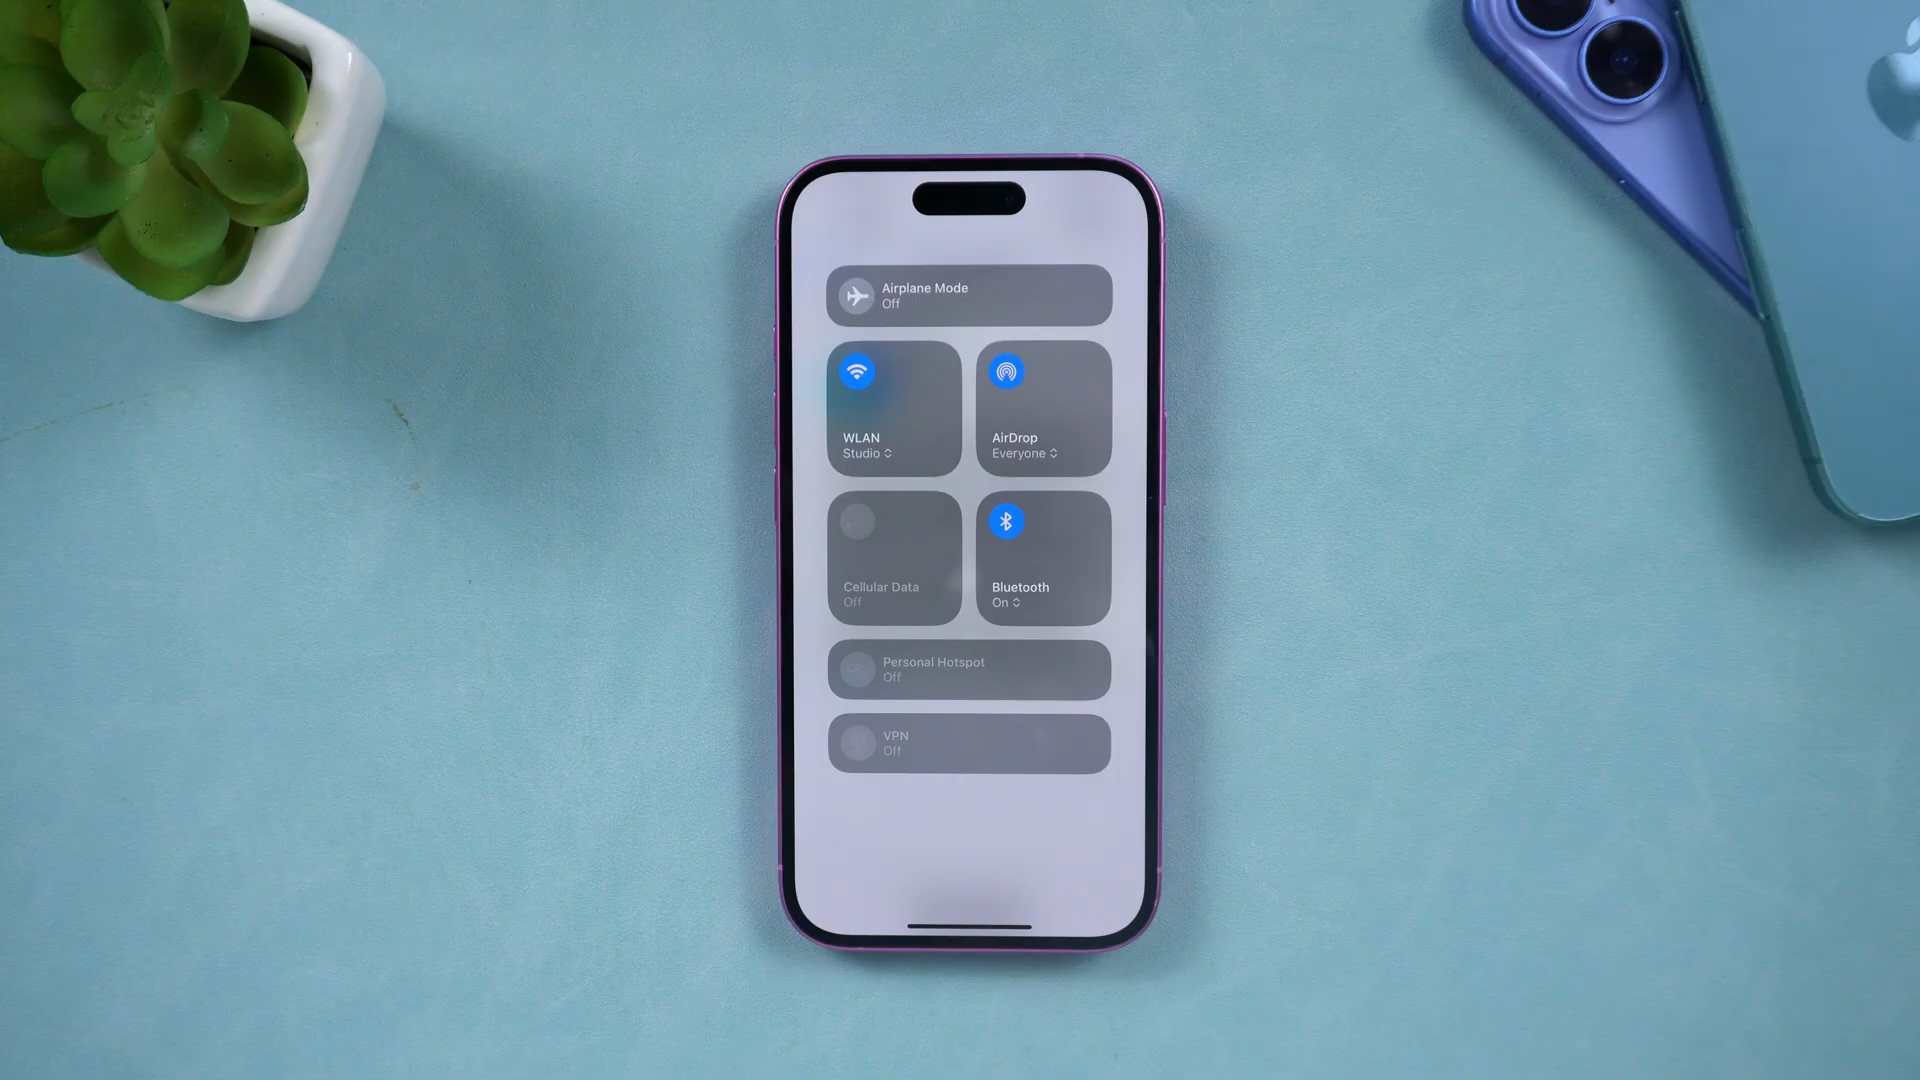 Airplane Mode
Off
WLAN
Studio
AirDrop
Everyone
Cellular Data
Off
Bluetooth
On
Personal Hotspot
Off
VPN
Off